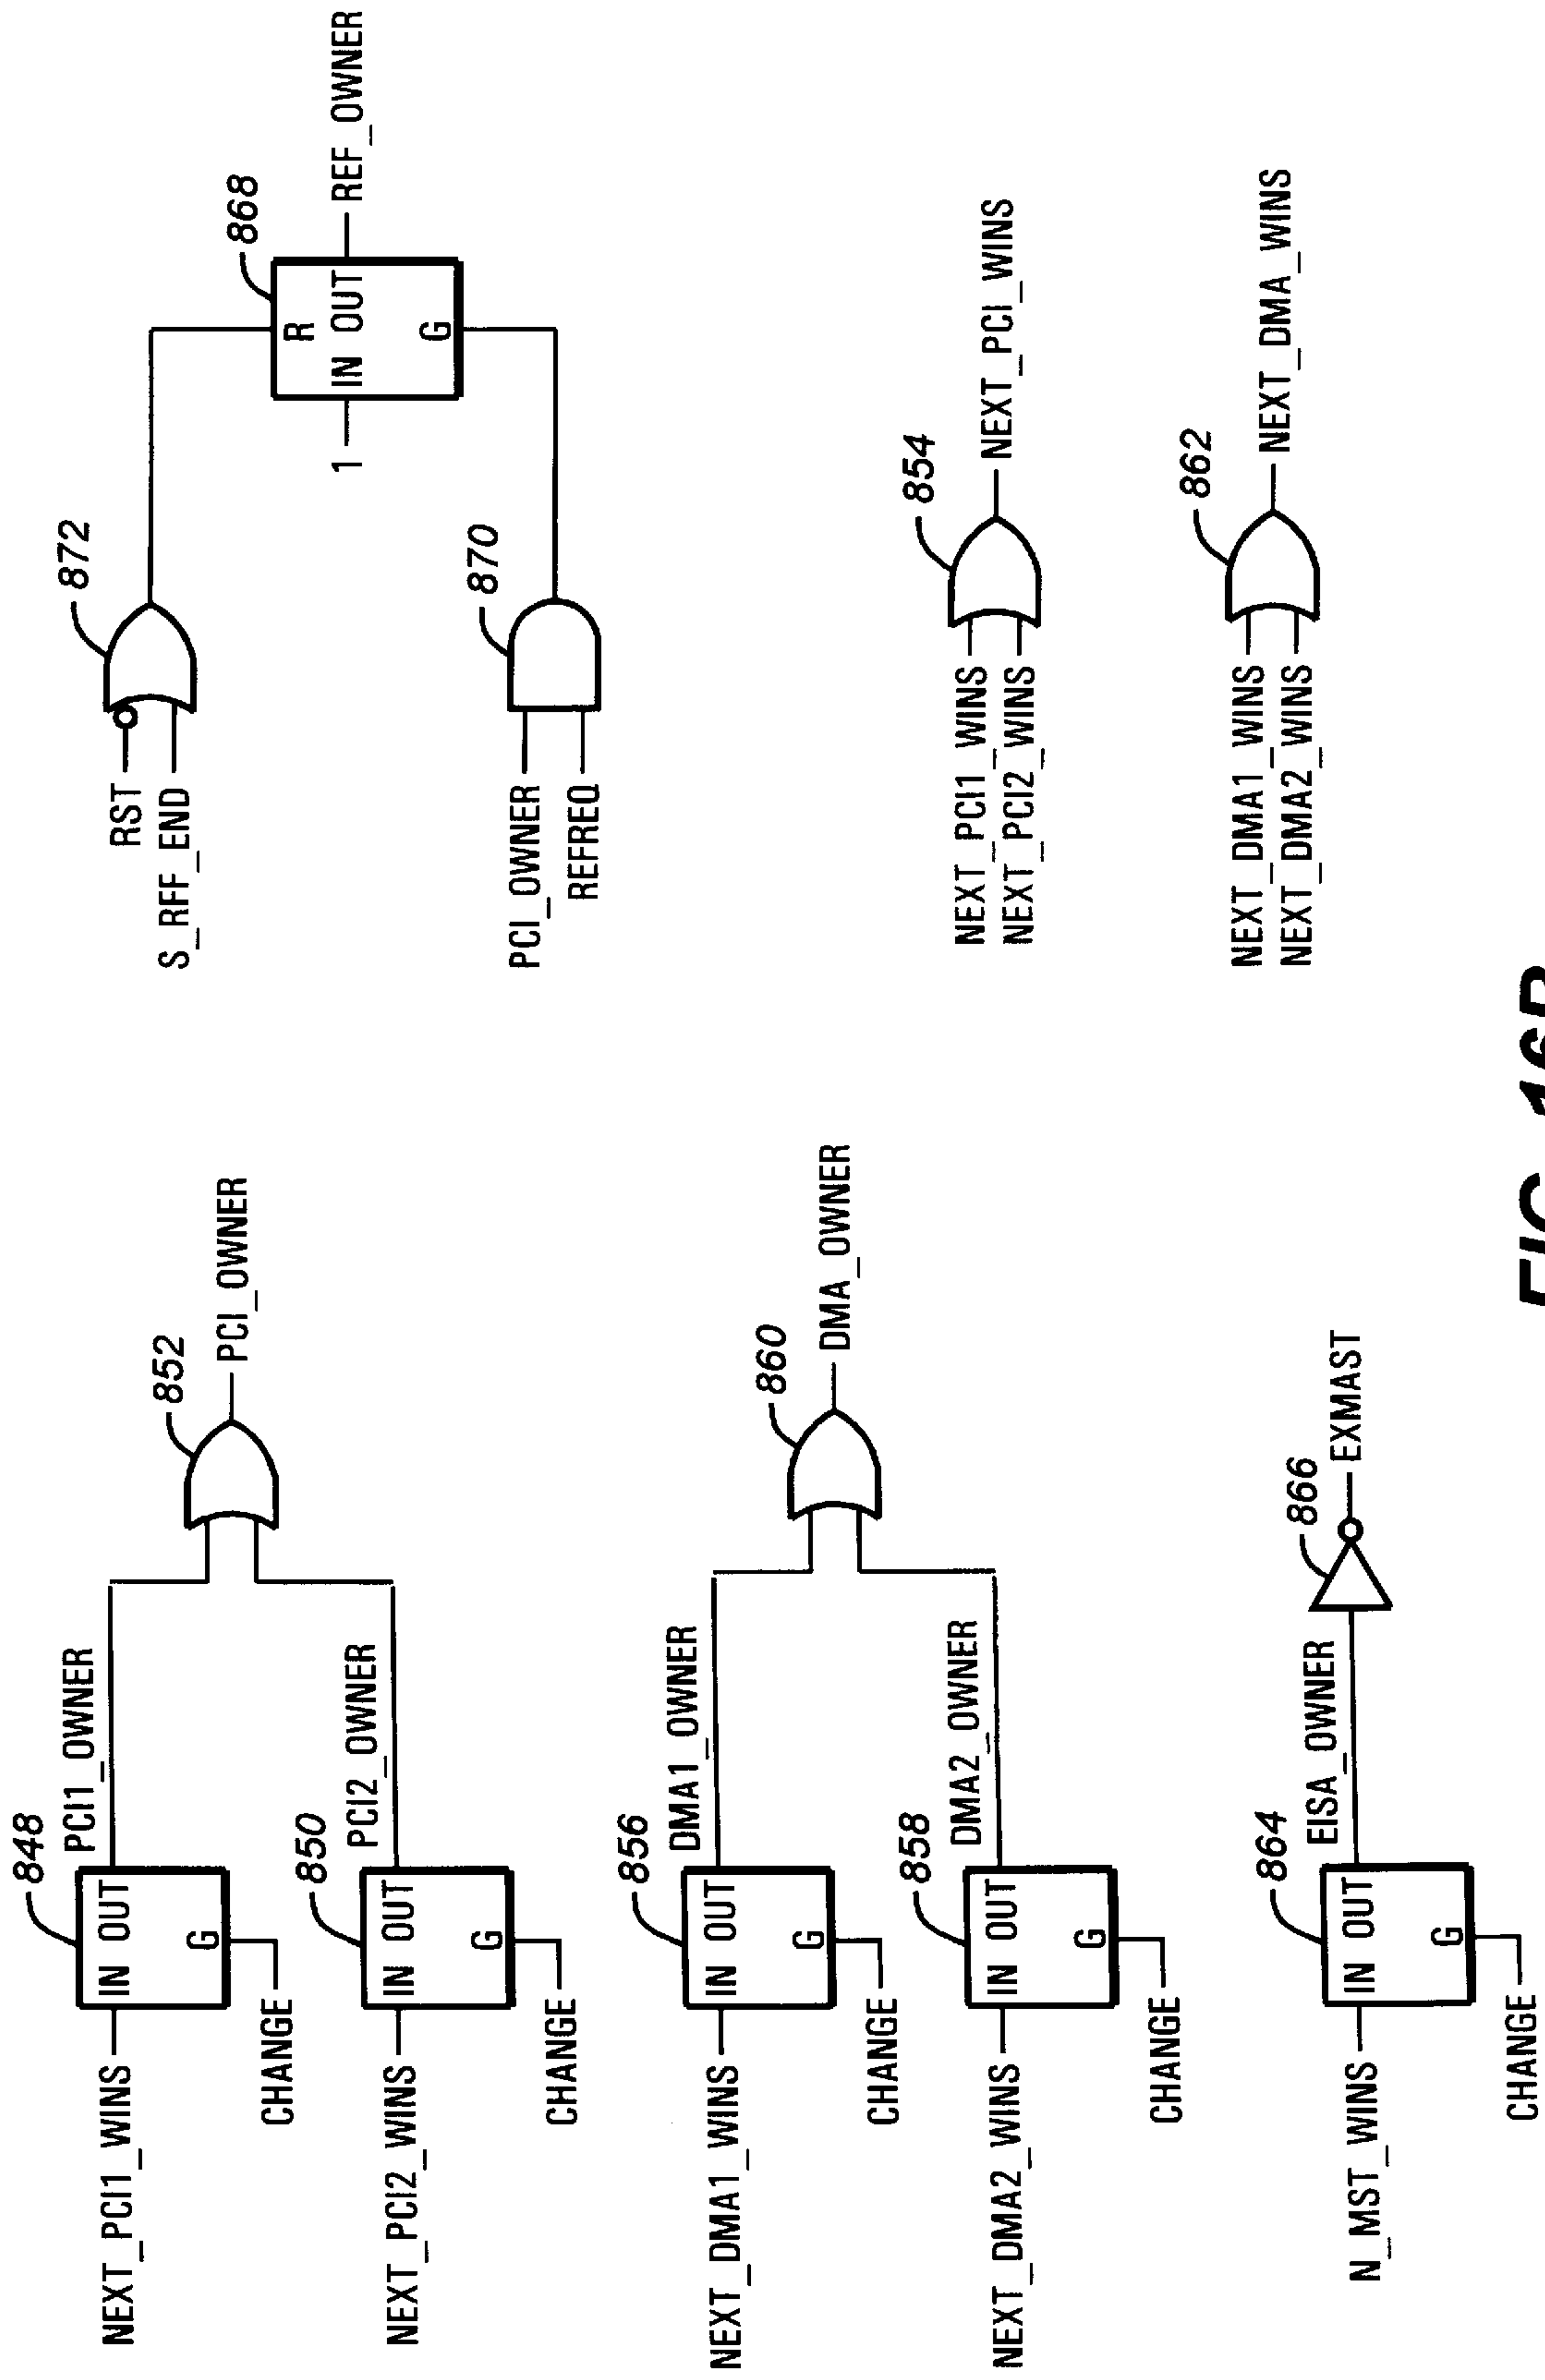 848
PCI1_OWNER
NEXT_PCI1_WINS
IN OUT
G
CHANGE
852
PCI_OWNER
850
PCI2_OWNER
NEXT_PCI2_WINS
IN OUT
G
CHANGE
856
DMA1_OWNER
NEXT_DMA1_WINS
IN OUT
G
CHANGE
860
DMA_OWNER
858
DMA2_OWNER
NEXT_DMA2_WINS
IN OUT
G
CHANGE
864
EISA_OWNER
866
N_MST_WINS
IN OUT
EXMAST
G
CHANGE
872
RST
S_RFF_END
868
R
1
IN OUT
REF_OWNER
G
870
PCI_OWNER
REFREQ
854
NEXT_PCI1_WINS
NEXT_PCI2_WINS
NEXT_PCI_WINS
862
NEXT_DMA1_WINS
NEXT_DMA2_WINS
NEXT_DMA_WINS